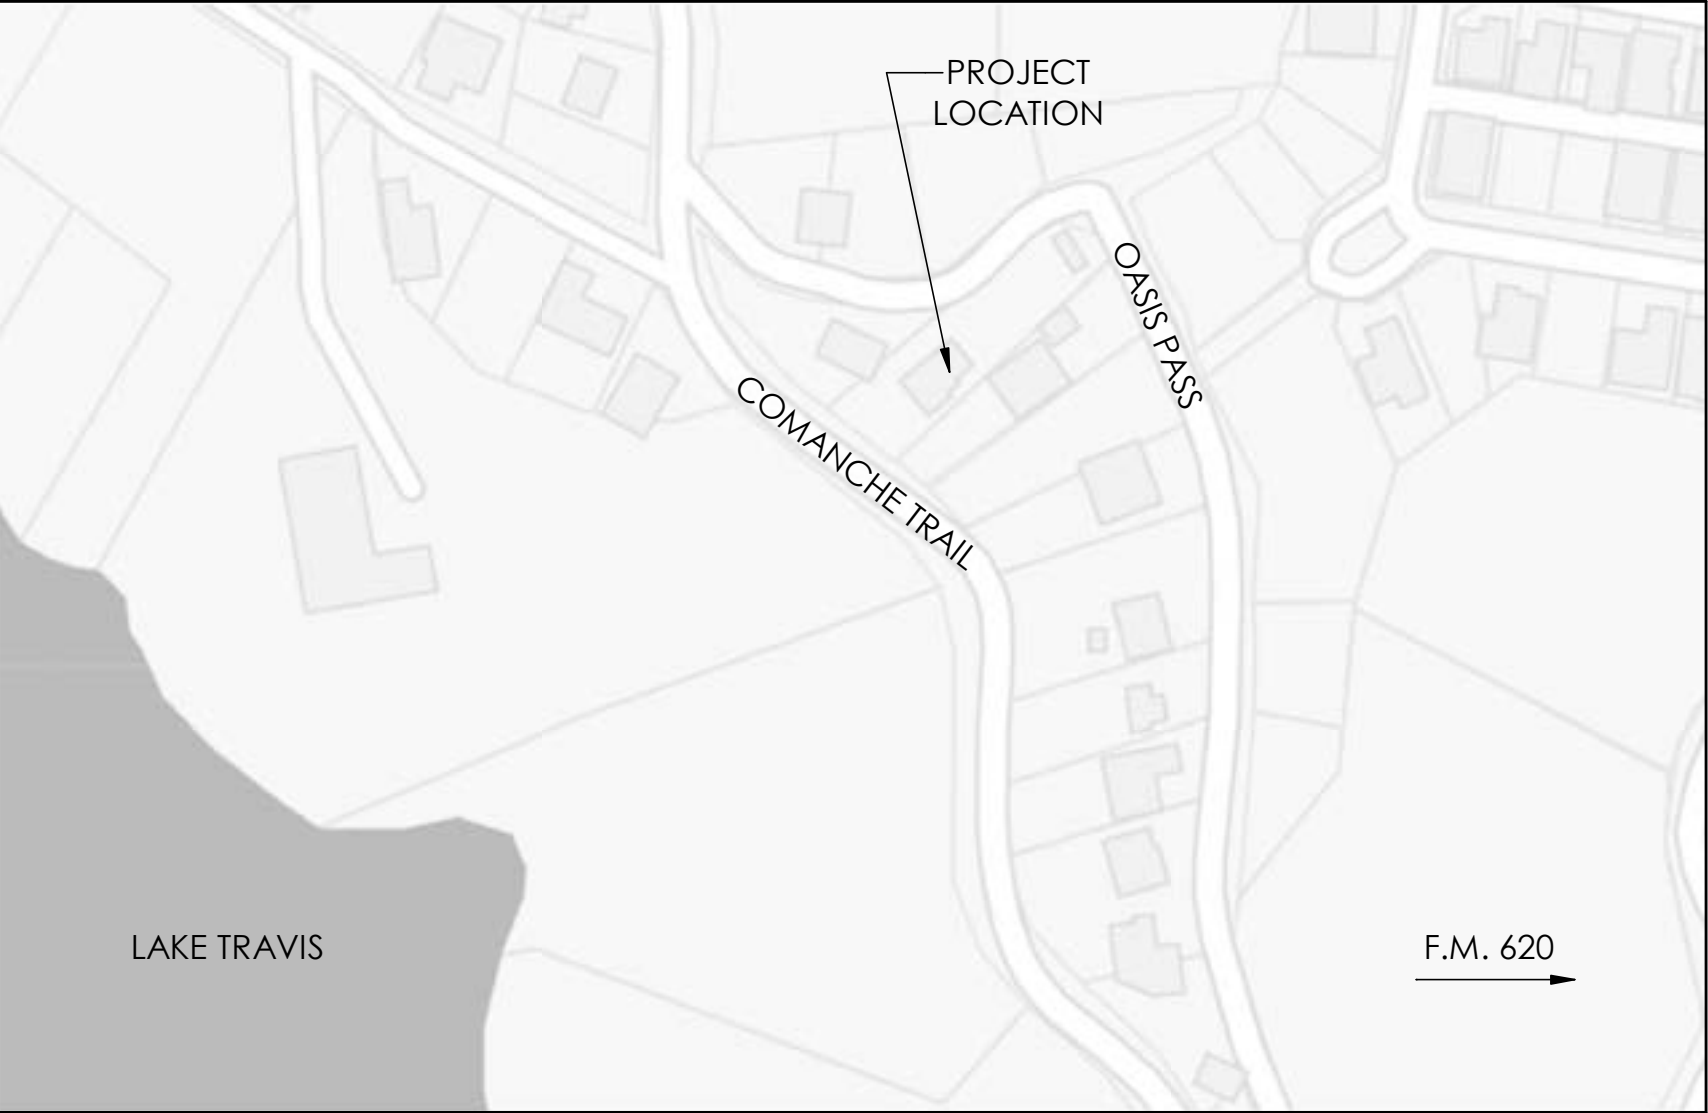 PROJECT
LOCATION
OASIS PASS
COMANCHE TRAIL
LAKE TRAVIS
F.M. 620